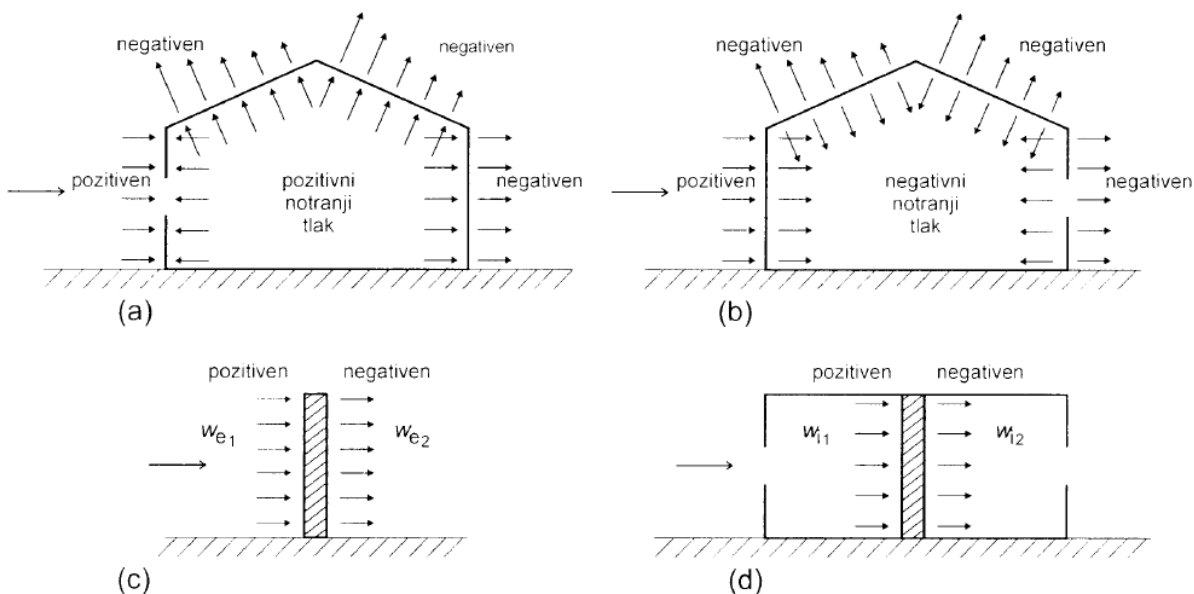 negativen
negativen
pozitiven
pozitivni
notranji
tlak
negativen
(a)
negativen
negativen
pozitiven
negativni
notranji
tlak
negativen
(b)
pozitiven
negativen
we1
we2
(c)
pozitiven
negativen
wi1
wi2
(d)